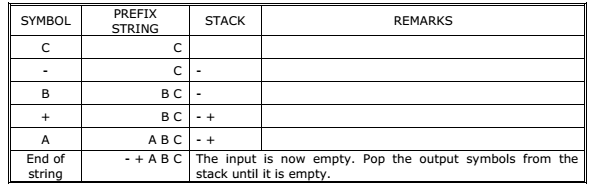 SYMBOL PREFIX STRING STACK REMARKS
C C
- C -
B B C -
+ B C - +
A A B C - +
End of string - + A B C The input is now empty. Pop the output symbols from the
stack until it is empty.